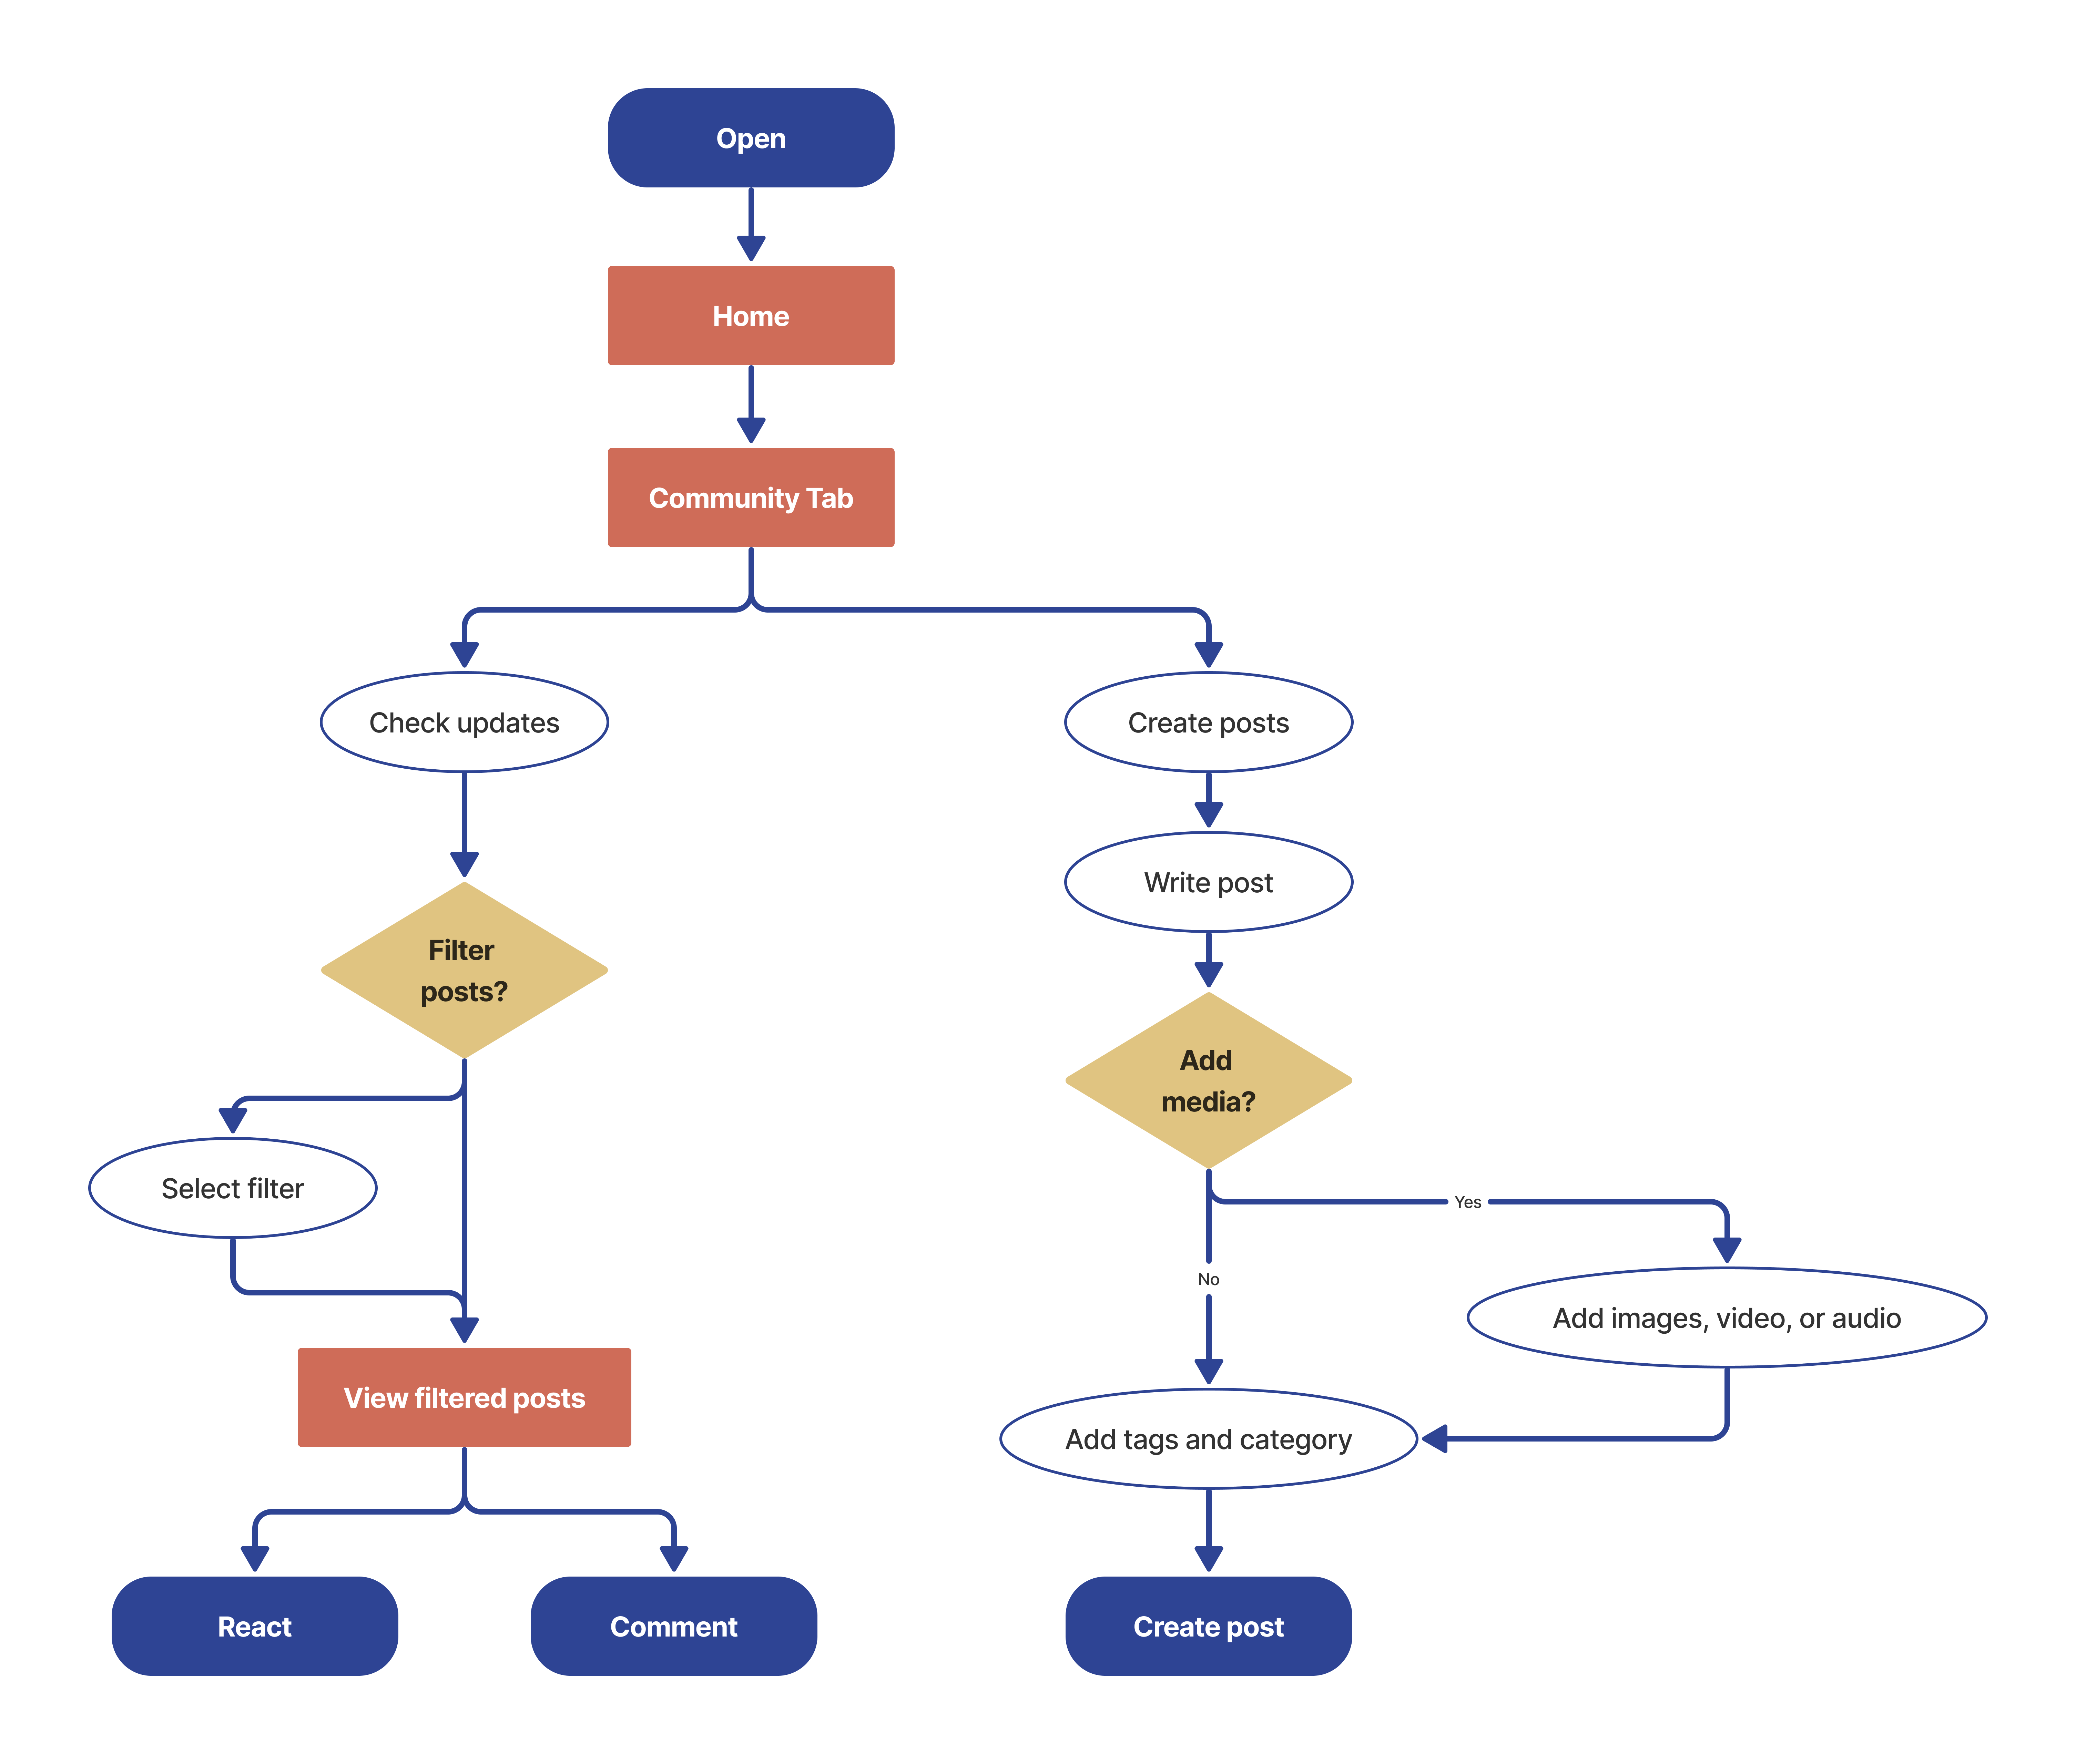 Open
Home
Community Tab
Check updates
Create posts
Write post
Filter
posts?
Add
media?
Select filter
Yes
No
Add images, video, or audio
View filtered posts
Add tags and category
React
Comment
Create post